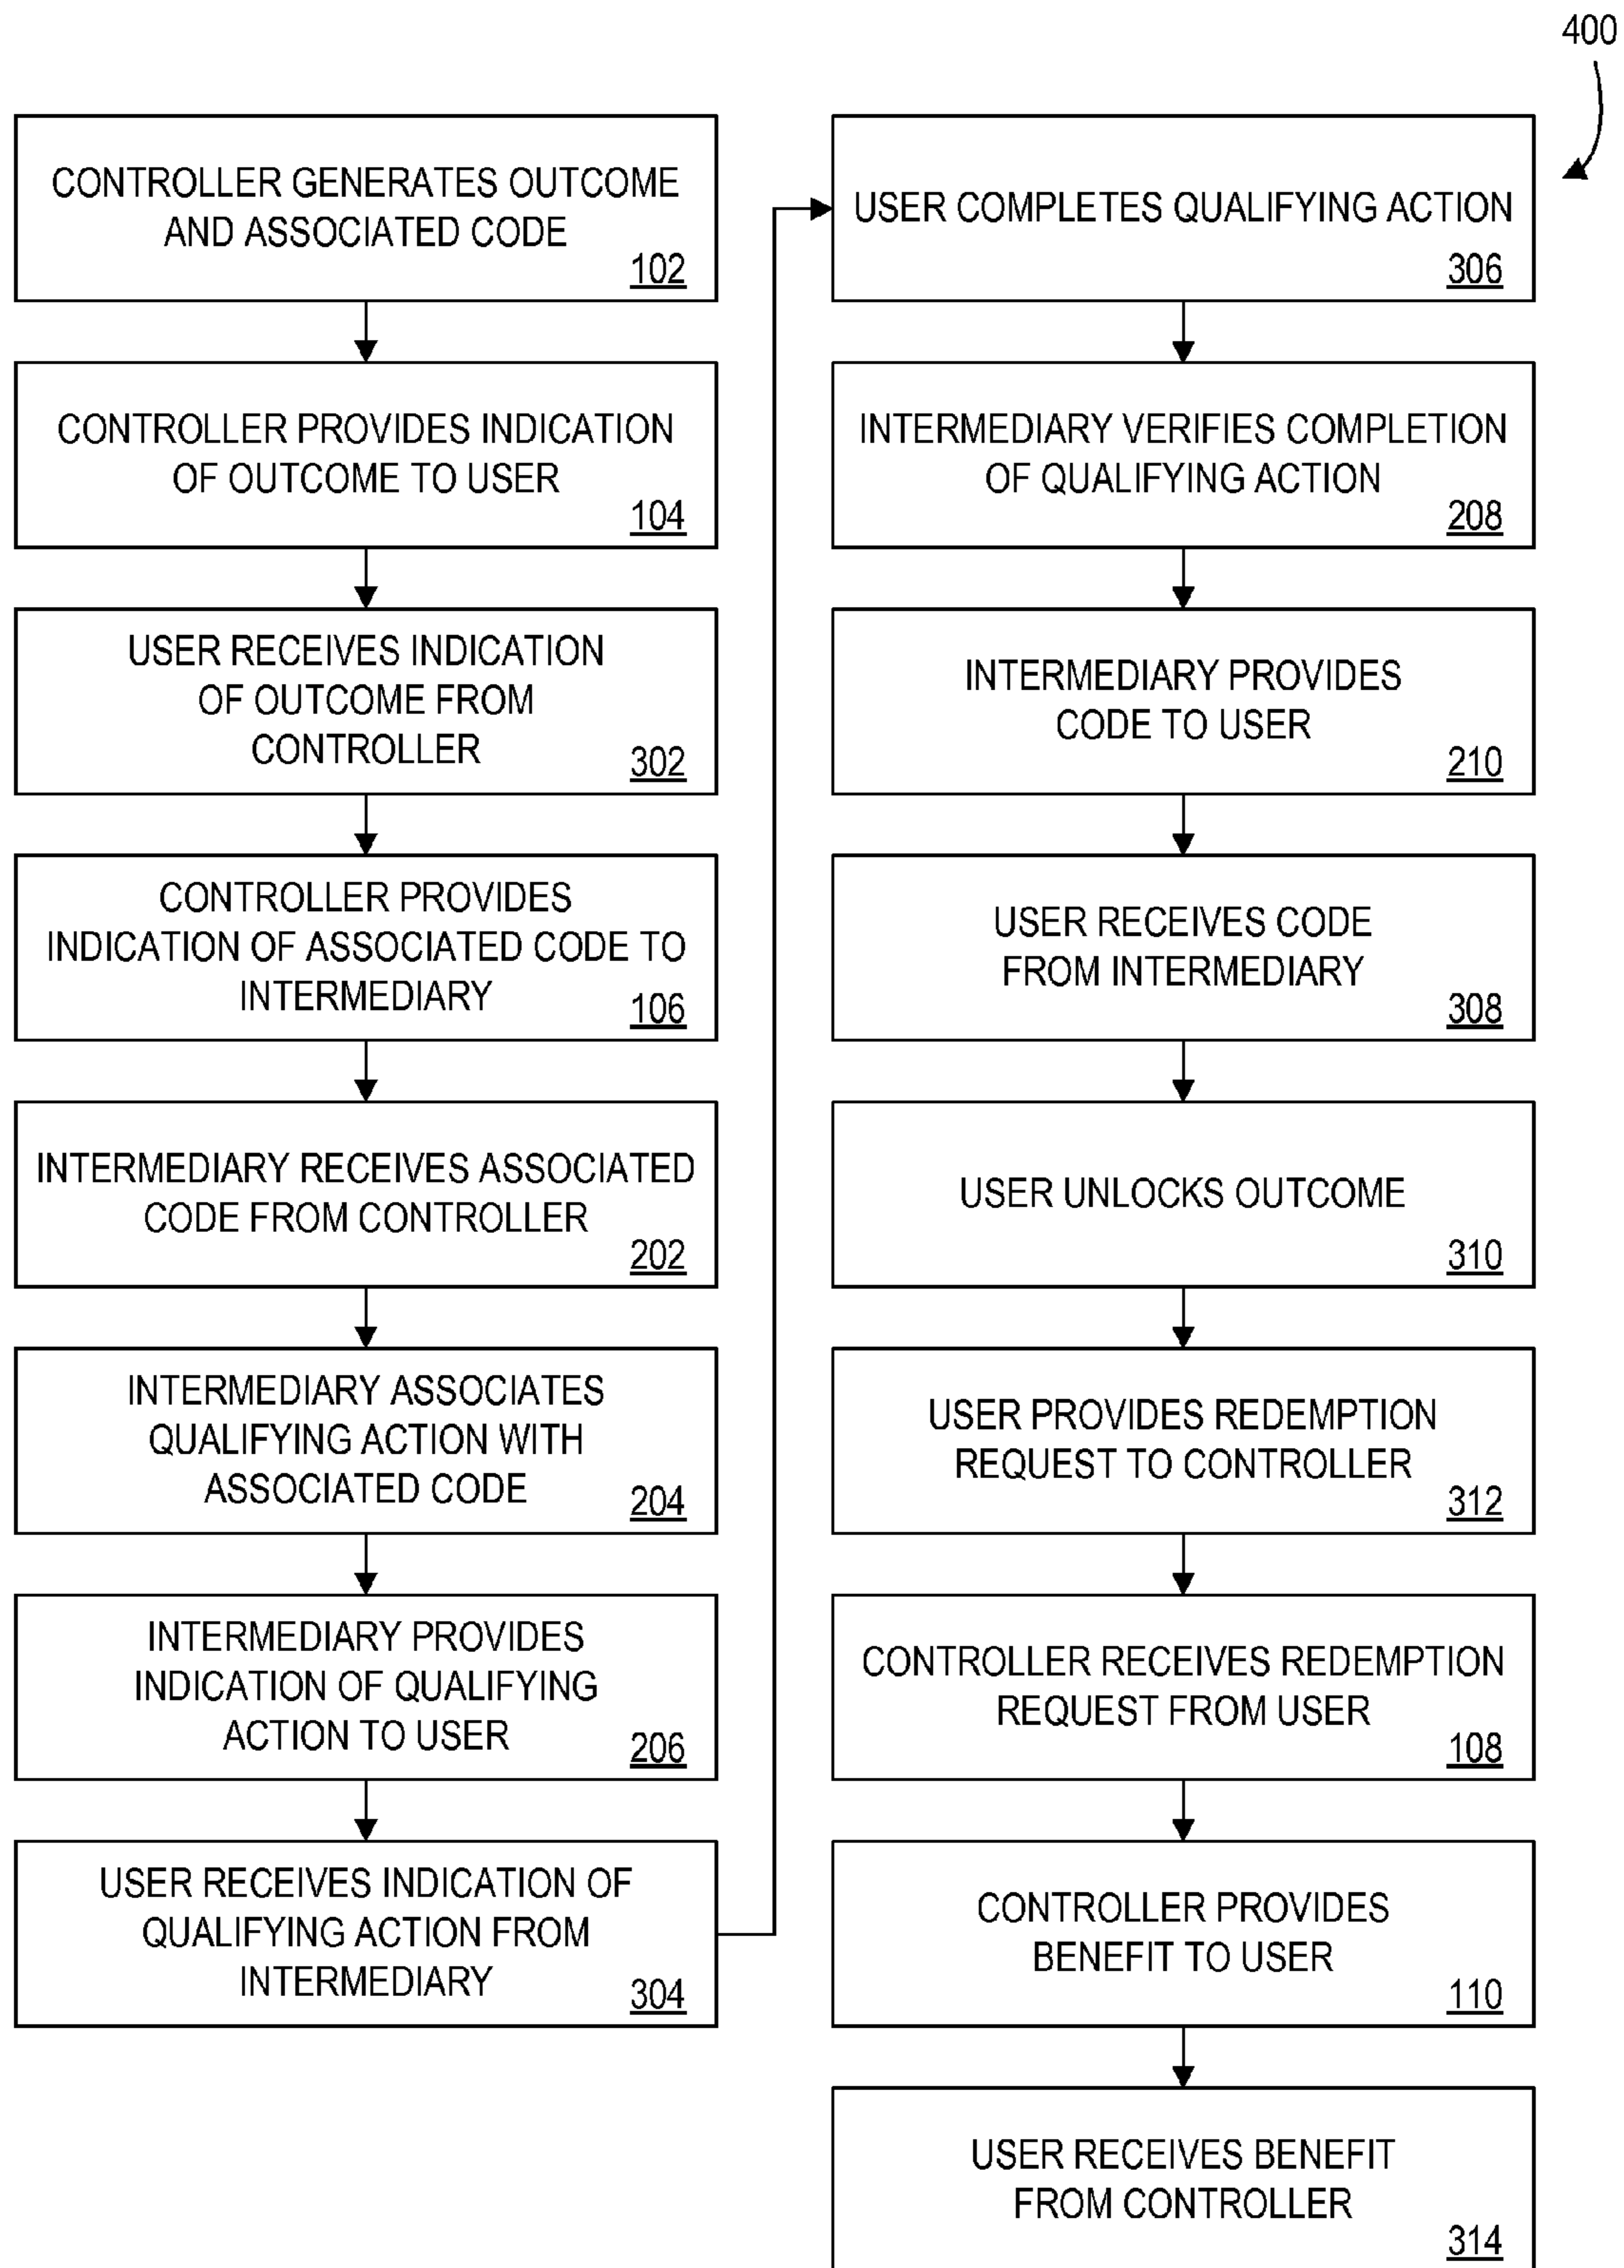 400
CONTROLLER GENERATES OUTCOME
AND ASSOCIATED CODE
102
CONTROLLER PROVIDES INDICATION
OF OUTCOME TO USER
104
USER RECEIVES INDICATION
OF OUTCOME FROM
CONTROLLER
302
CONTROLLER PROVIDES
INDICATION OF ASSOCIATED CODE TO
INTERMEDIARY
106
INTERMEDIARY RECEIVES ASSOCIATED
CODE FROM CONTROLLER
202
INTERMEDIARY ASSOCIATES
QUALIFYING ACTION WITH
ASSOCIATED CODE
204
INTERMEDIARY PROVIDES
INDICATION OF QUALIFYING
ACTION TO USER
206
USER RECEIVES INDICATION OF
QUALIFYING ACTION FROM
INTERMEDIARY
304
USER COMPLETES QUALIFYING ACTION
306
INTERMEDIARY VERIFIES COMPLETION
OF QUALIFYING ACTION
208
INTERMEDIARY PROVIDES
CODE TO USER
210
USER RECEIVES CODE
FROM INTERMEDIARY
308
USER UNLOCKS OUTCOME
310
USER PROVIDES REDEMPTION
REQUEST TO CONTROLLER
312
CONTROLLER RECEIVES REDEMPTION
REQUEST FROM USER
108
CONTROLLER PROVIDES
BENEFIT TO USER
110
USER RECEIVES BENEFIT
FROM CONTROLLER
314